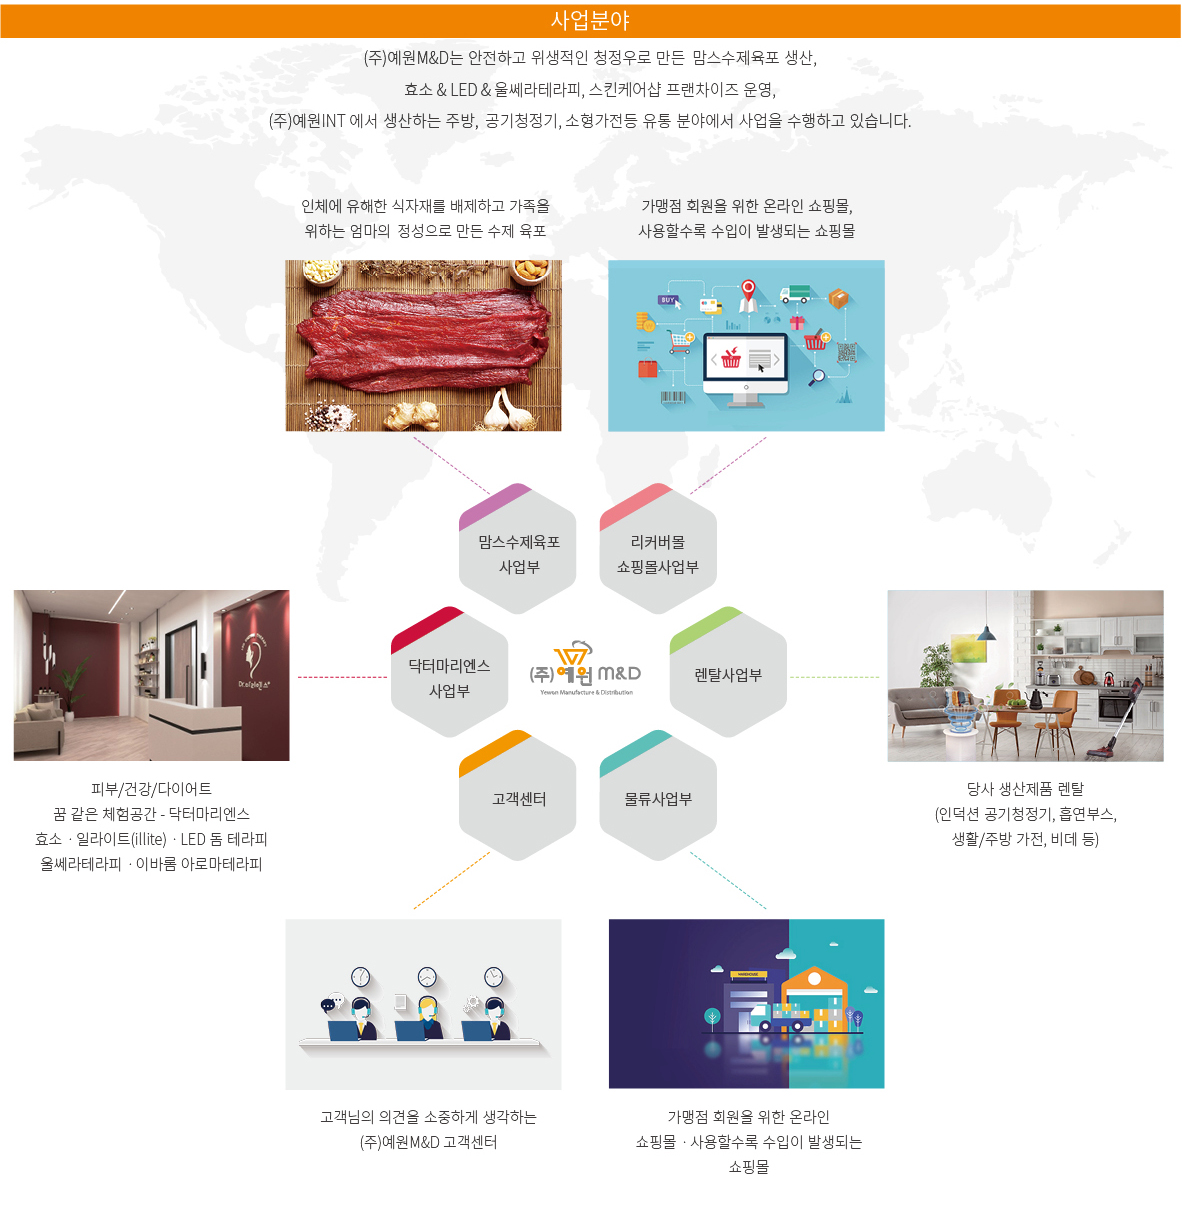 사업분야
(주)예원M&D는 안전하고 위생적인 청정우로 만든 맘스수제육포 생산,
효소 & LED & 울쎄라테라피, 스킨케어샵 프랜차이즈 운영,
(주)예원INT 에서 생산하는 주방, 공기청정기, 소형가전등 유통 분야에서 사업을 수행하고 있습니다.
인체에 유해한 식자재를 배제하고 가족을
위하는 엄마의 정성으로 만든 수제 육포
가맹점 회원을 위한 온라인 쇼핑몰,
사용할수록 수입이 발생되는 쇼핑몰
BUY
맘스수제육포
사업부
리커버몰
쇼핑몰사업부
닥터마리엔스
사업부
(주)예원 M&D
Yewon Manufacture & Distribution
렌탈사업부
고객센터
물류사업부
Dr.마리엔스
피부/건강/다이어트
꿈 같은 체험공간 - 닥터마리엔스
효소 · 일라이트(illite) · LED 돔 테라피
울쎄라테라피 · 이바롬 아로마테라피
당사 생산제품 렌탈
(인덕션 공기청정기, 흡연부스,
생활/주방 가전, 비데 등)
WAREHOUSE
고객님의 의견을 소중하게 생각하는
(주)예원M&D 고객센터
가맹점 회원을 위한 온라인
쇼핑몰 · 사용할수록 수입이 발생되는
쇼핑몰